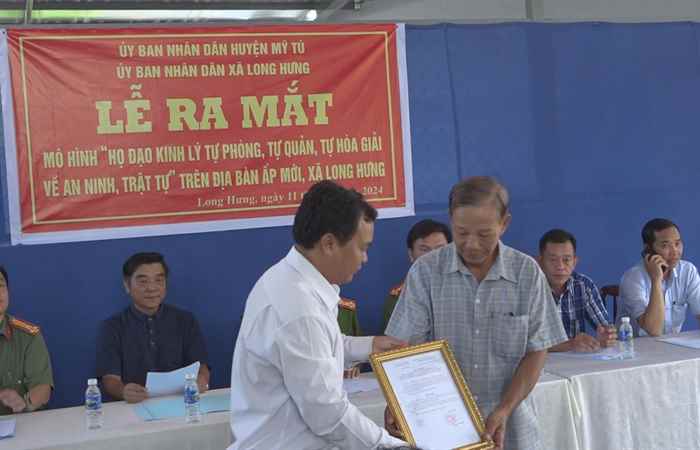 ỦY BAN NHÂN DÂN HUYỆN MỸ TÚ
ỦY BAN NHÂN DÂN XÃ LONG HƯNG
LỄ RA MẮT
MÔ HÌNH "HỌ ĐẠO KINH LÝ TỰ PHÒNG, TỰ QUẢN, TỰ HÒA GIẢI
VỀ AN NINH, TRẬT TỰ" TRÊN ĐỊA BÀN ẤP MỚI, XÃ LONG HƯNG
Long Hưng, ngày 11 2024